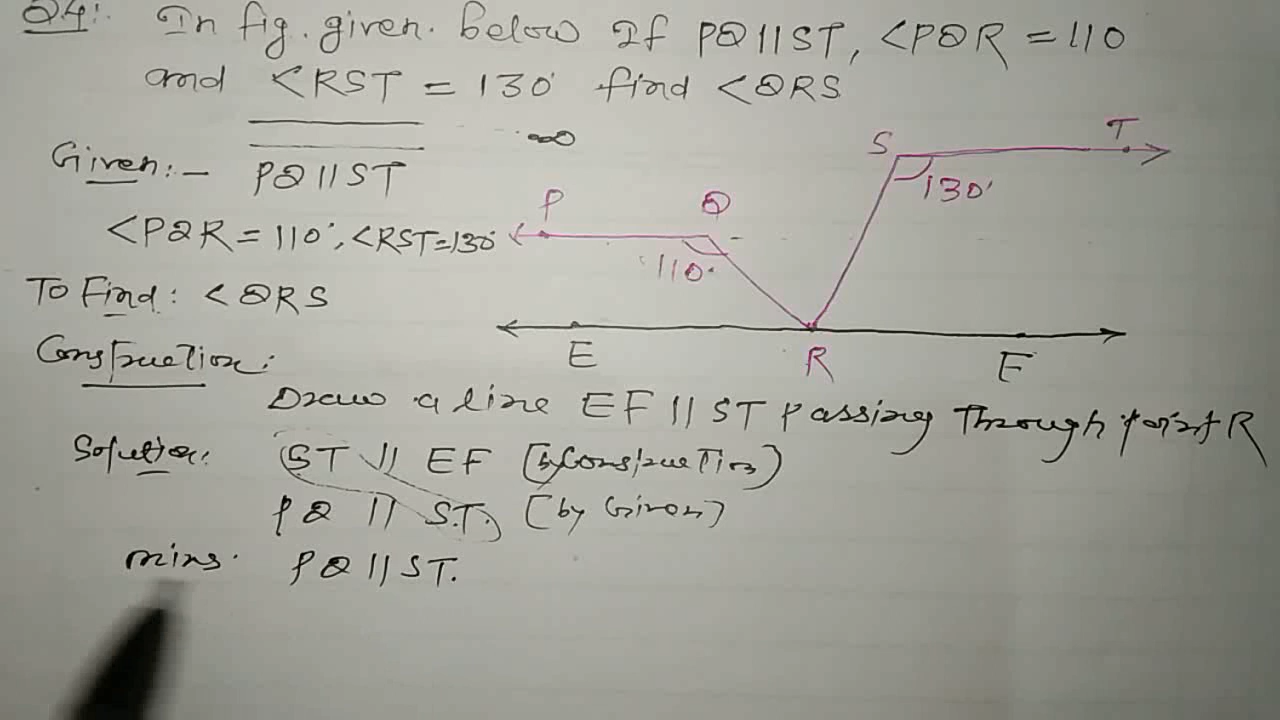 Q4: In fig. given. below If PQ || ST, <PQR = 110
and <RST = 130° find <QRS
Given:- PQ || ST
<PQR = 110°, <RST = 130°
To Find: <QRS
Construction:
Draw a line EF || ST passing Through point R
Solution: ST || EF (by Construction)
PQ || S.T. (by Given)
mins. PQ || ST.
S
T
130°
P
Q
110°
E
R
F